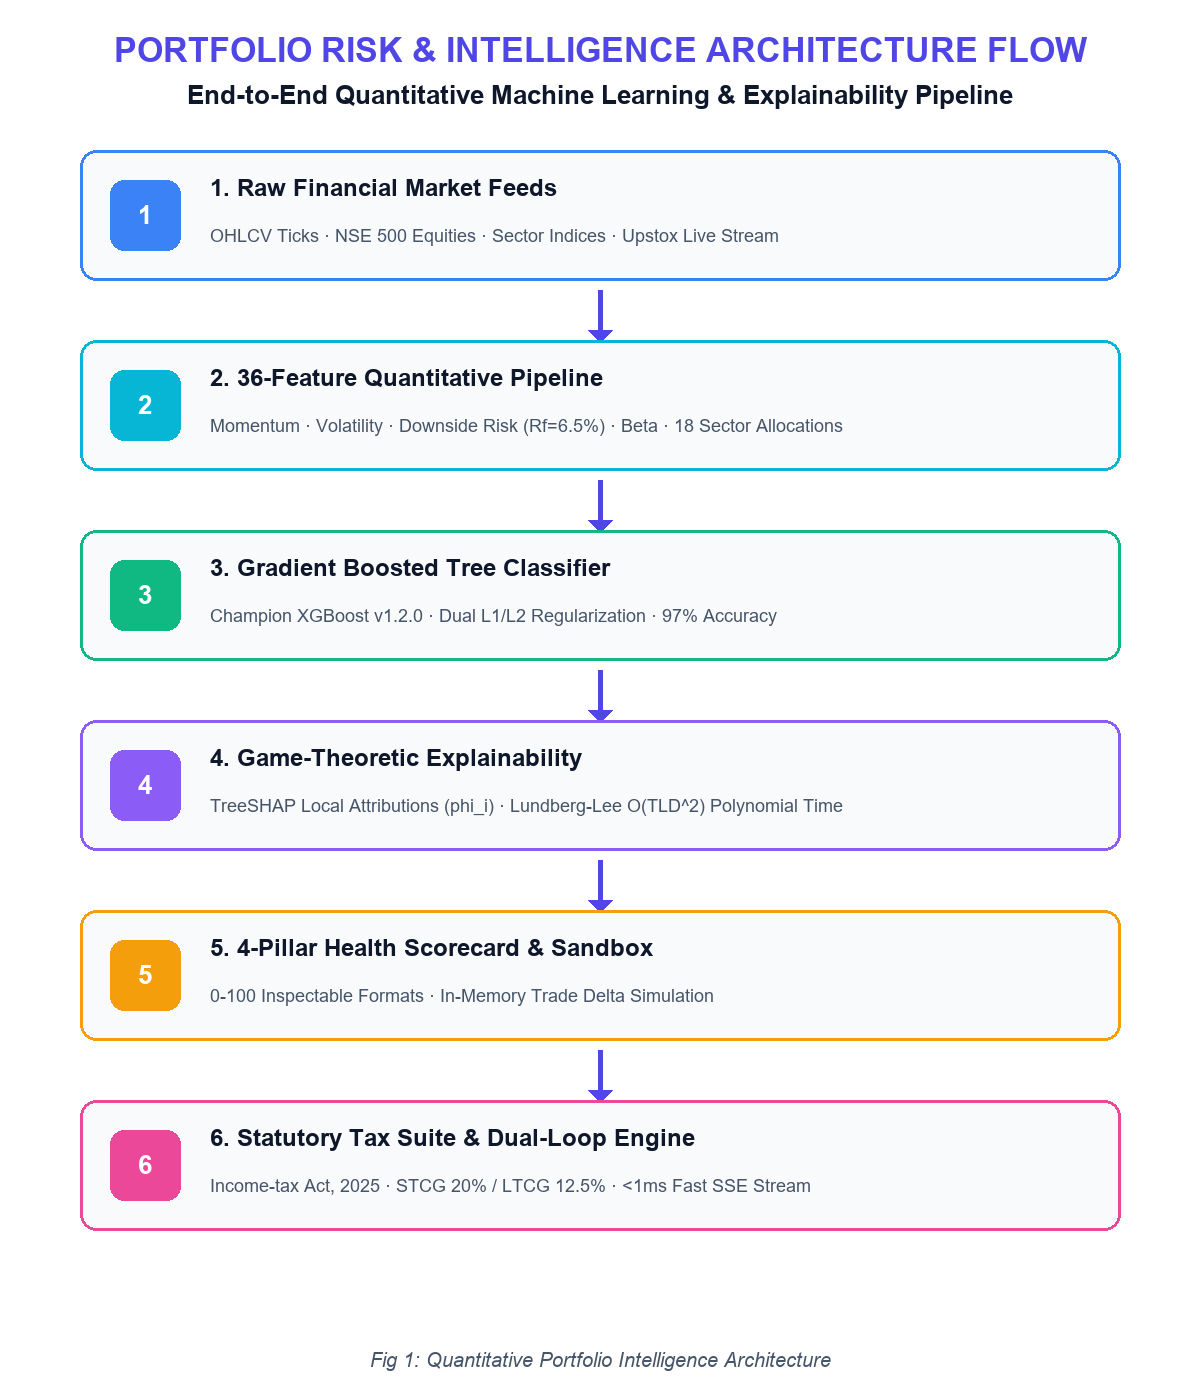 PORTFOLIO RISK & INTELLIGENCE ARCHITECTURE FLOW
End-to-End Quantitative Machine Learning & Explainability Pipeline
1
1. Raw Financial Market Feeds
OHLCV Ticks · NSE 500 Equities · Sector Indices · Upstox Live Stream
2
2. 36-Feature Quantitative Pipeline
Momentum · Volatility · Downside Risk (Rf=6.5%) · Beta · 18 Sector Allocations
3
3. Gradient Boosted Tree Classifier
Champion XGBoost v1.2.0 · Dual L1/L2 Regularization · 97% Accuracy
4
4. Game-Theoretic Explainability
TreeSHAP Local Attributions (phi_i) · Lundberg-Lee O(TLD^2) Polynomial Time
5
5. 4-Pillar Health Scorecard & Sandbox
0-100 Inspectable Formats · In-Memory Trade Delta Simulation
6
6. Statutory Tax Suite & Dual-Loop Engine
Income-tax Act, 2025 · STCG 20% / LTCG 12.5% · <1ms Fast SSE Stream
Fig 1: Quantitative Portfolio Intelligence Architecture